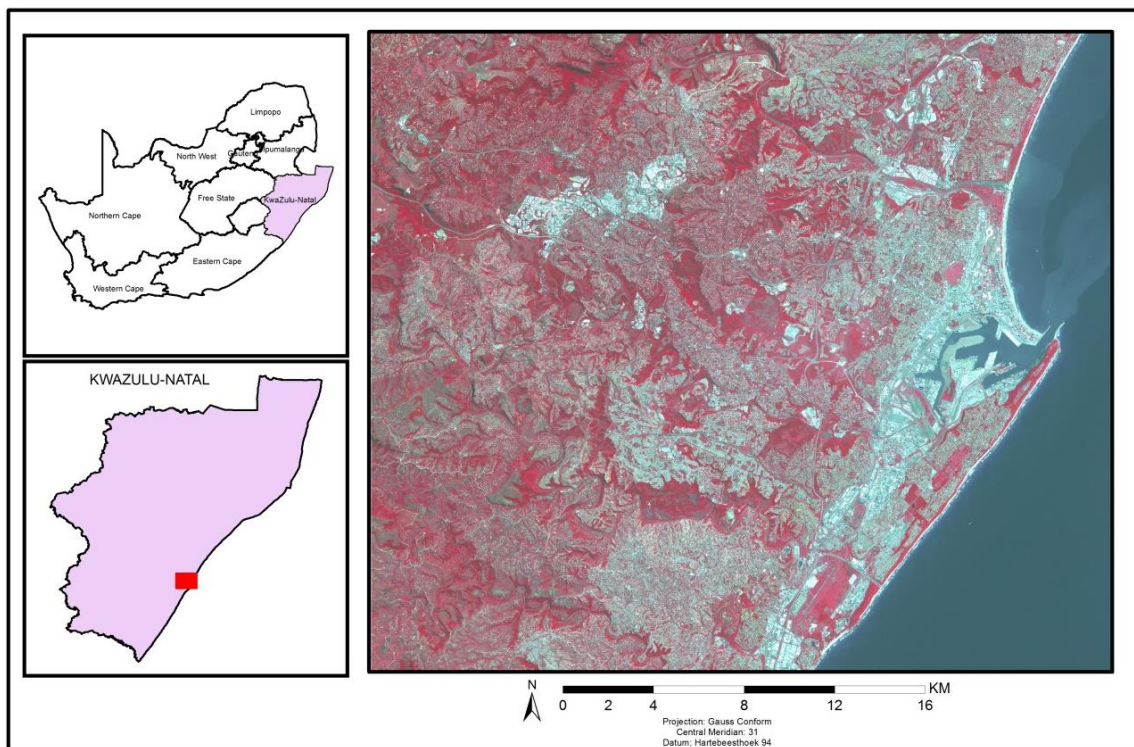 Limpopo
North West
Gauten
Mpumalanga
Northern Cape
Free State
KwaZulu-Natal
Eastern Cape
Western Cape
KWAZULU-NATAL
N
KM
0 2 4 8 12 16
Projection: Gauss Conform
Central Meridian: 31
Datum: Hartebeesthoek 94